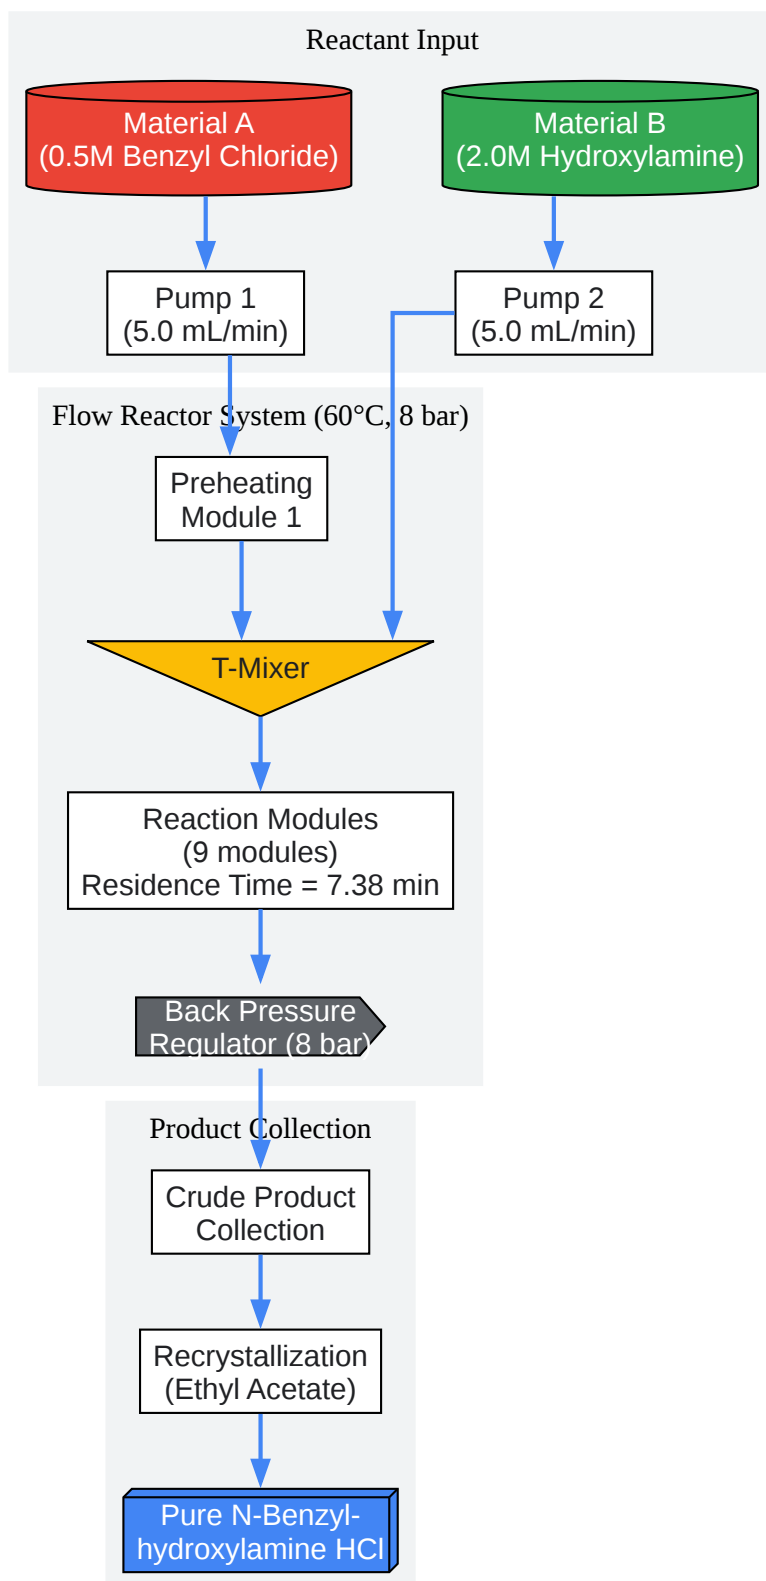 Reactant Input
Material A
(0.5M Benzyl Chloride)
Material B
(2.0M Hydroxylamine)
Pump 1
(5.0 mL/min)
Pump 2
(5.0 mL/min)
Flow Reactor System (60°C, 8 bar)
Preheating
Module 1
T-Mixer
Reaction Modules
(9 modules)
Residence Time = 7.38 min
Back Pressure
Regulator (8 bar)
Product Collection
Crude Product
Collection
Recrystallization
(Ethyl Acetate)
Pure N-Benzyl-
hydroxylamine HCl